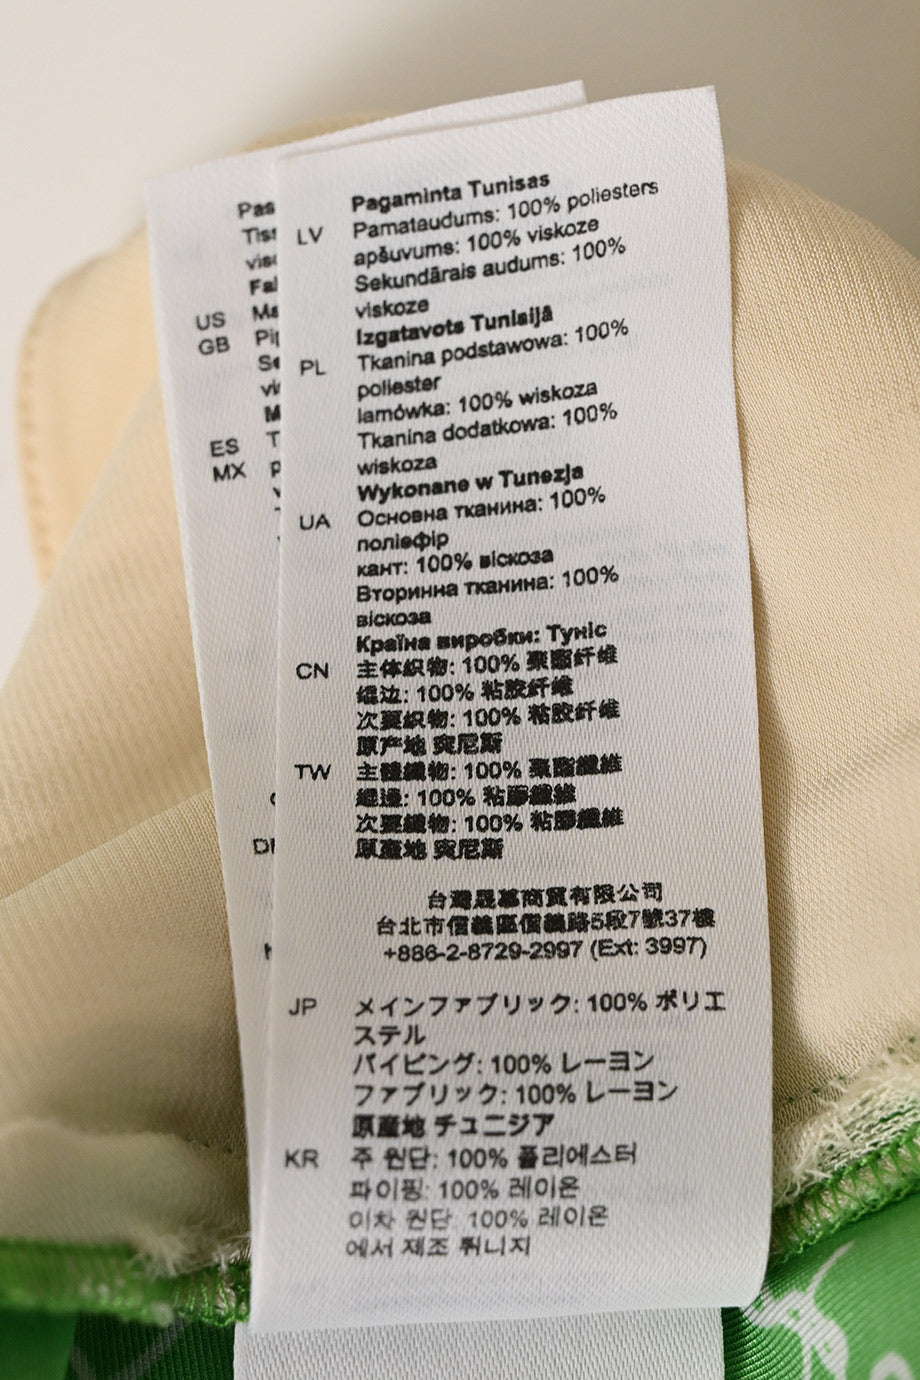 Pas
US
GB
ES
MX
Pagaminta Tunisas
LV Pamataudums: 100% poliesters
apšuvums: 100% viskoze
Sekundārais audums: 100%
viskoze
Izgatavots Tunisijā
PL Tkanina podstawowa: 100%
poliester
lamówka: 100% wiskoza
Tkanina dodatkowa: 100%
wiskoza
Wykonane w Tunezja
UA Основна тканина: 100%
поліефір
кант: 100% віскоза
Вторинна тканина: 100%
віскоза
Країна виробки: Туніс
CN 主体织物: 100% 聚酯纤维
绲边: 100% 粘胶纤维
次要织物: 100% 粘胶纤维
原产地 突尼斯
TW 主體織物: 100% 聚酯纖維
緄邊: 100% 粘膠纖維
次要織物: 100% 粘膠纖維
原產地 突尼斯
台灣晟慕商貿有限公司
台北市信義區信義路5段7號37樓
+886-2-8729-2997 (Ext: 3997)
JP メインファブリック: 100% ポリエ
ステル
パイピング: 100% レーヨン
ファブリック: 100% レーヨン
原産地 チュニジア
KR 주 원단: 100% 폴리에스터
파이핑: 100% 레이온
이차 원단: 100% 레이온
에서 제조 튀니지